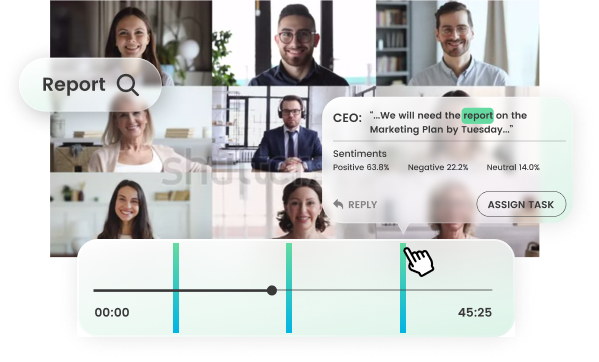 Report
CEO:
"...We will need the report on the
Marketing Plan by Tuesday..."
Sentiments
Positive 63.8% Negative 22.2% Neutral 14.0%
REPLY
ASSIGN TASK
00:00
45:25